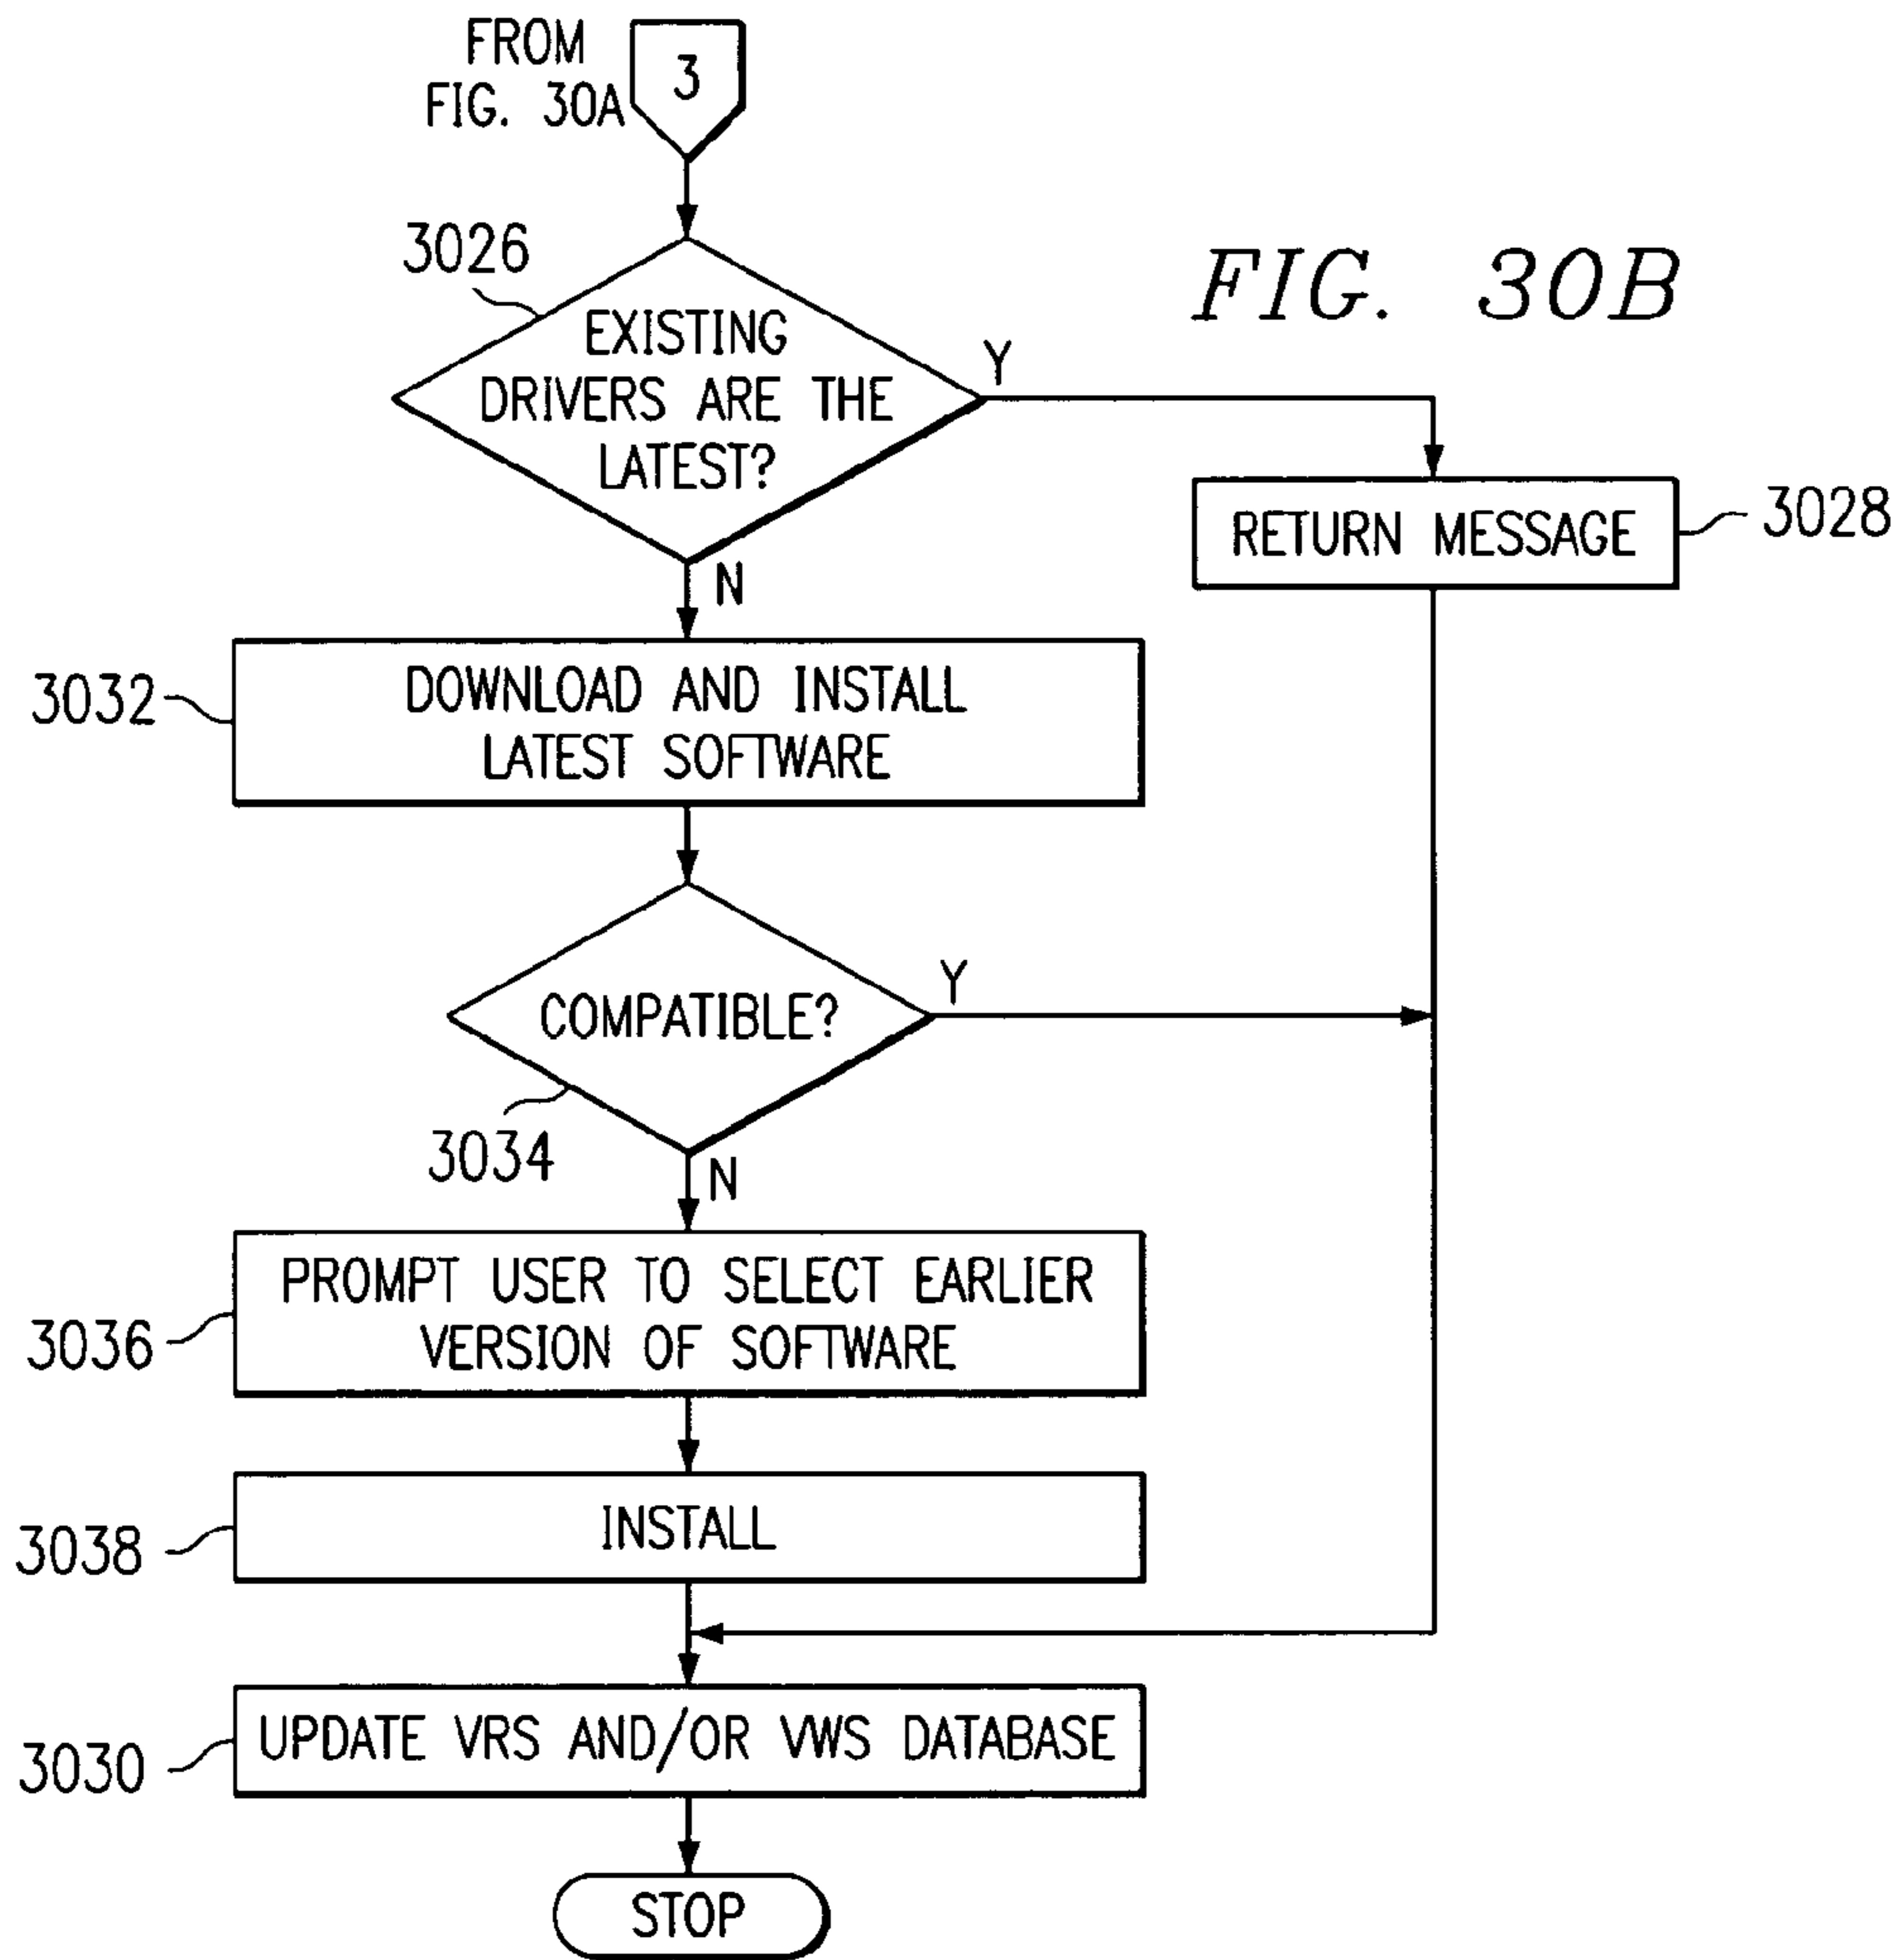 FROM
FIG. 30A
3
FIG. 30B
3026
EXISTING
DRIVERS ARE THE
LATEST?
Y
N
RETURN MESSAGE
3028
3032
DOWNLOAD AND INSTALL
LATEST SOFTWARE
COMPATIBLE?
Y
3034
N
3036
PROMPT USER TO SELECT EARLIER
VERSION OF SOFTWARE
3038
INSTALL
3030
UPDATE VRS AND/OR VWS DATABASE
STOP